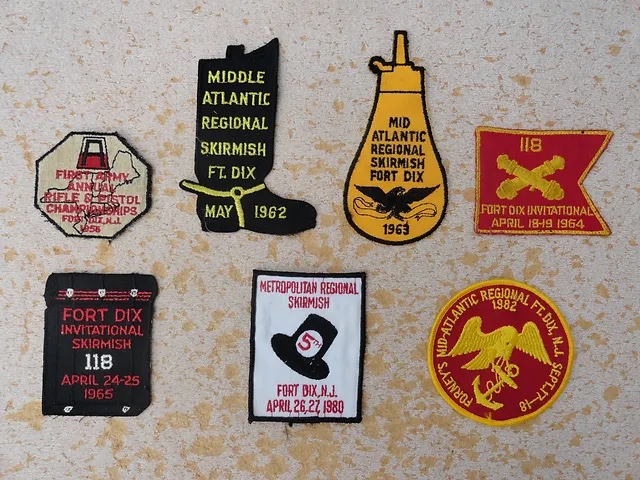 FIRST ARMY
ANNUAL
RIFLE & PISTOL
CHAMPIONSHIPS
FORT DIX, N.J.
1956
MIDDLE
ATLANTIC
REGIONAL
SKIRMISH
FT. DIX
MAY 1962
MID
ATLANTIC
REGIONAL
SKIRMISH
FORT DIX
1963
118
FORT DIX INVITATIONAL
APRIL 18-19 1964
FORT DIX
INVITATIONAL
SKIRMISH
118
APRIL 24-25
1965
METROPOLITAN REGIONAL
SKIRMISH
5TH
FORT DIX, N.J.
APRIL 26, 27, 1980
TORNEY'S MID-ATLANTIC REGIONAL FT. DIX, N.J. SEPT. 17-18
1982